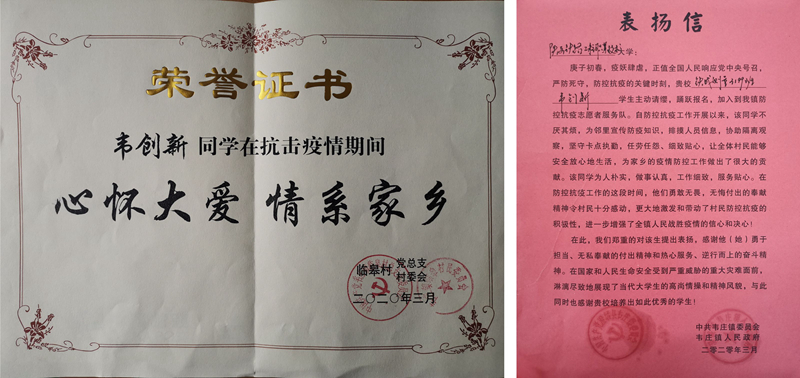 荣誉证书
韦创新 同学在抗击疫情期间
心怀大爱 情系家乡
临皋村 党总支
村委会
二〇二〇年三月
表扬信
学：
庚子初春，疫妖肆虐，正值全国人民响应党中央号召，
严防死守，防控抗疫的关键时刻，贵校
韦创新 学生主动请缨，踊跃报名，加入到我镇防
控抗疫志愿者服务队。自防控抗疫工作开展以来，该同学不
厌其烦，为邻里宣传防疫知识，排摸人员信息，协助隔离观
察，坚守卡点执勤，任劳任怨、细致贴心，让全体村民能够
安全放心地生活，为家乡的疫情防控工作做出了很大的贡
献。该同学为人朴实，做事认真，工作细致、服务贴心。在
防控抗疫工作的这段时间，他们勇敢无畏，无悔付出的奉献
精神令村民十分感动，更大地激发和带动了村民防控抗疫的
积极性，进一步增强了全镇人民战胜疫情的信心和决心！
在此，我们郑重的对该生提出表扬，感谢他（她）勇于
担当、无私奉献的付出精神和热心服务、逆行而上的奋斗精
神。在国家和人民生命安全受到严重威胁的重大灾难面前，
淋漓尽致地展现了当代大学生的高尚情操和精神风貌，与此
同时也感谢贵校培养出如此优秀的学生！
中共韦庄镇委员会
韦庄镇人民政府
二零二零年三月